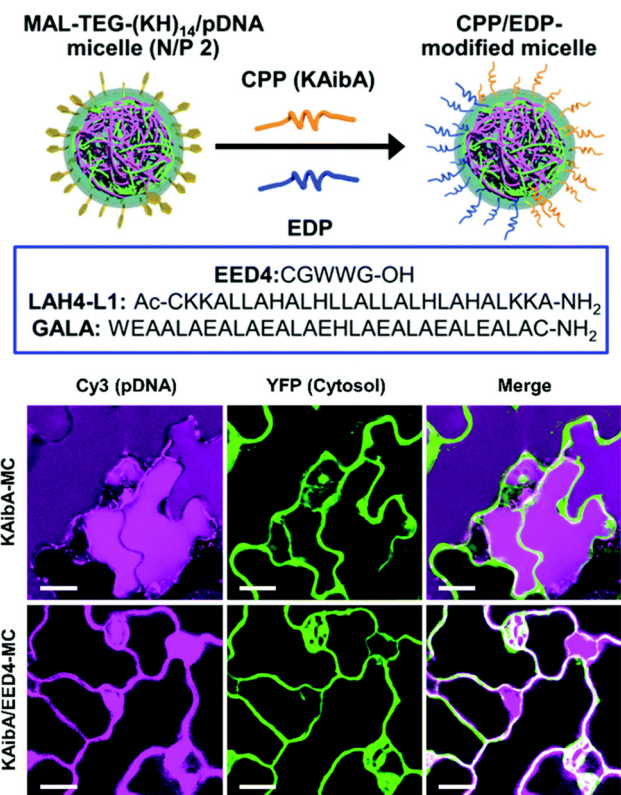 MAL-TEG-(KH)₁₄/pDNA
micelle (N/P 2)
CPP/EDP-
modified micelle
CPP (KAibA)
EDP
EED4:CGWWG-OH
LAH4-L1: Ac-CKKALLAHALHLLALLALHLAHALKKA-NH₂
GALA: WEAALAEALAEALAEHLAEALAEALEALAC-NH₂
Cy3 (pDNA)
YFP (Cytosol)
Merge
KAibA-MC
KAibA/EED4-MC